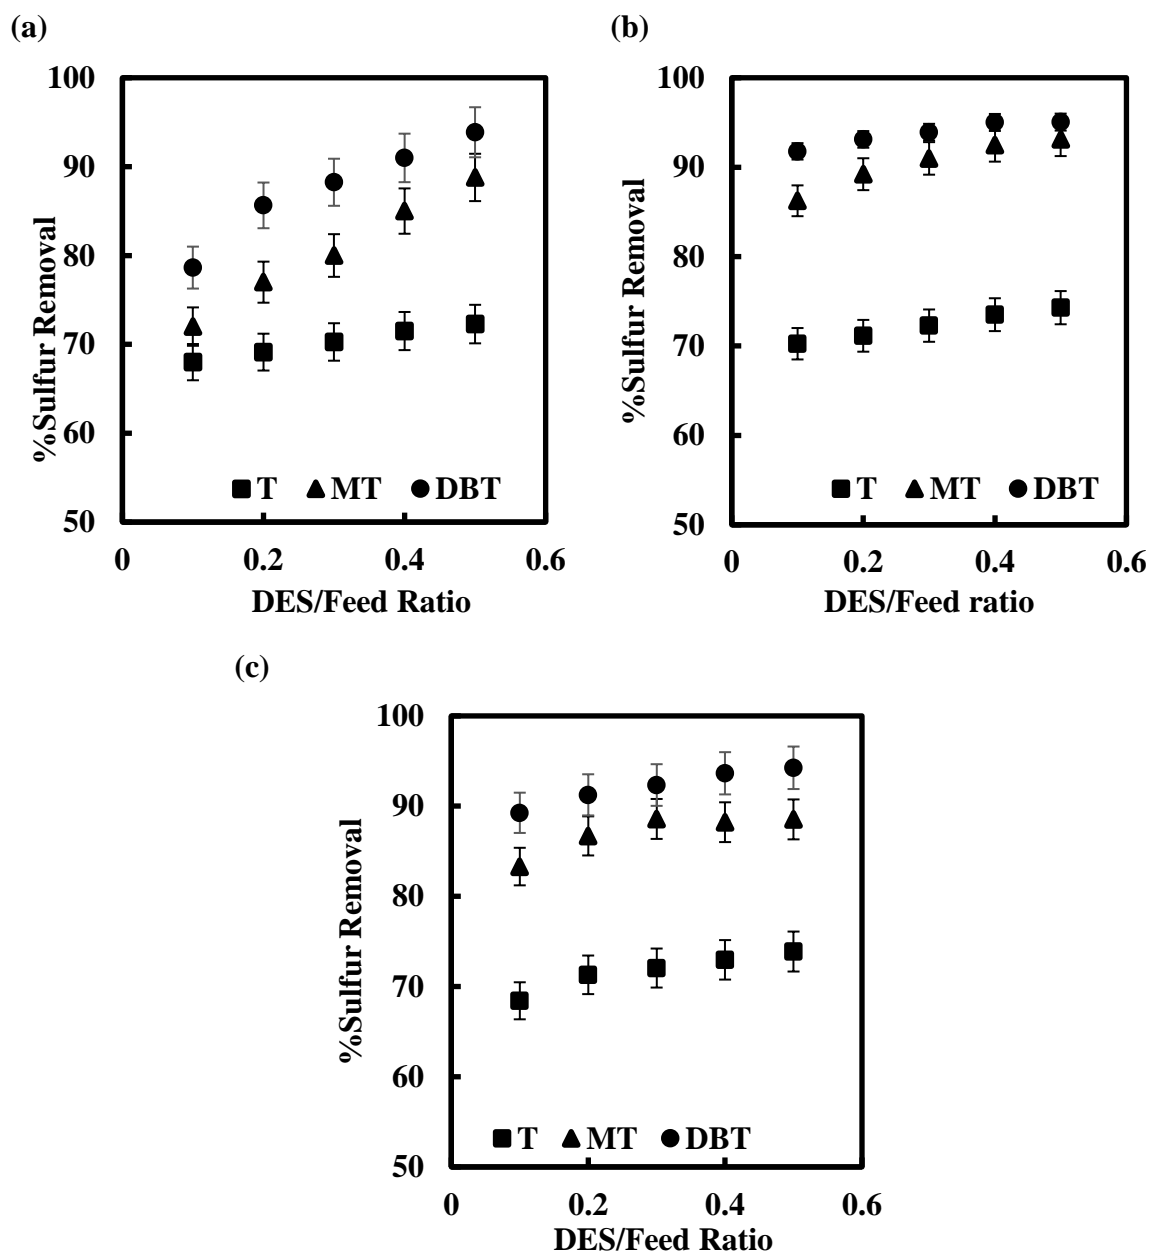 (a)
100
90
80
70
60
50
%Sulfur Removal
T MT DBT
0 0.2 0.4 0.6
DES/Feed Ratio
(b)
100
90
80
70
60
50
%Sulfur Removal
T MT DBT
0 0.2 0.4 0.6
DES/Feed ratio
(c)
100
90
80
70
60
50
%Sulfur Removal
T MT DBT
0 0.2 0.4 0.6
DES/Feed Ratio